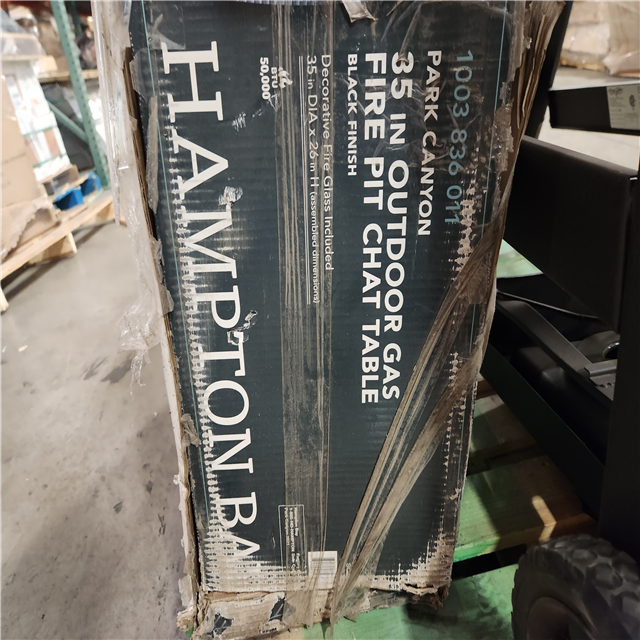 1003 836 011
PARK CANYON
35 IN OUTDOOR GAS
FIRE PIT CHAT TABLE
BLACK FINISH
Decorative Fire Glass Included
35 in DIA x 26 in H (assembled dimensions)
50,000
BTU
HAMPTON BA